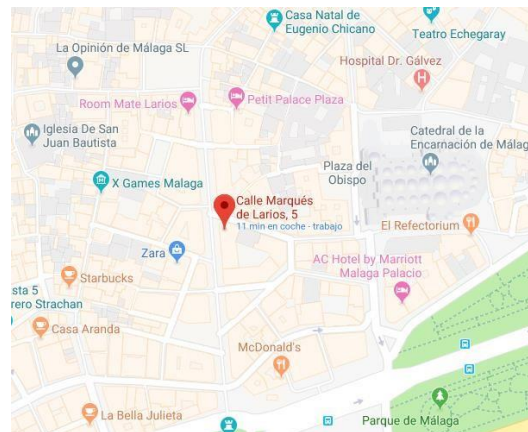 Casa Natal de
Eugenio Chicano
Teatro Echegaray
La Opinión de Málaga SL
Hospital Dr. Gálvez
Room Mate Larios
Petit Palace Plaza
Iglesia De San
Juan Bautista
Catedral de la
Encarnación de Málag
Plaza del
Obispo
X Games Malaga
Calle Marqués
de Larios, 5
11 min en coche - trabajo
El Refectorium
Zara
AC Hotel by Marriott
Malaga Palacio
Starbucks
sta 5
rero Strachan
Casa Aranda
McDonald's
La Bella Julieta
Parque de Málaga